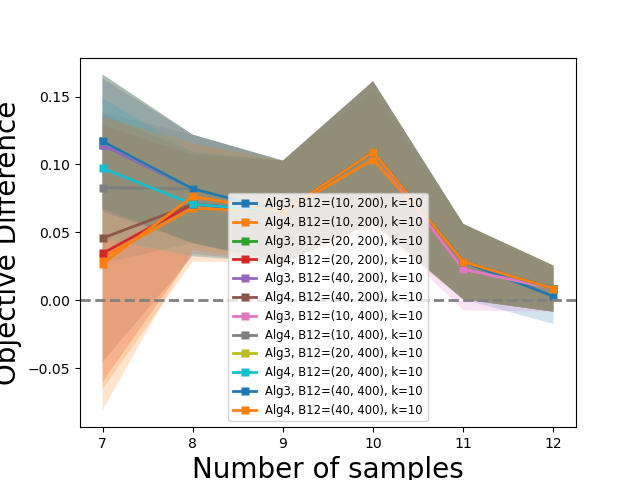 Objective Difference
0.15
0.10
0.05
0.00
−0.05
Alg3, B12=(10, 200), k=10
Alg4, B12=(10, 200), k=10
Alg3, B12=(20, 200), k=10
Alg4, B12=(20, 200), k=10
Alg3, B12=(40, 200), k=10
Alg4, B12=(40, 200), k=10
Alg3, B12=(10, 400), k=10
Alg4, B12=(10, 400), k=10
Alg3, B12=(20, 400), k=10
Alg4, B12=(20, 400), k=10
Alg3, B12=(40, 400), k=10
Alg4, B12=(40, 400), k=10
7 8 9 10 11 12
Number of samples